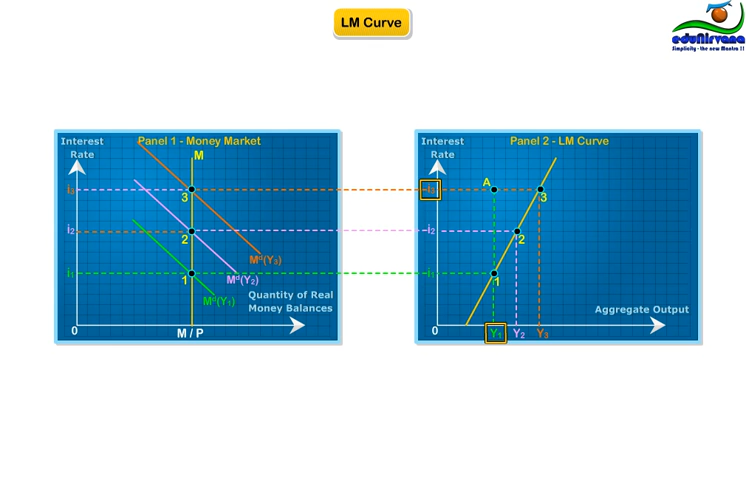 LM Curve
eduNirvana
Simplicity - the new Mantra !!
Interest
Rate
Panel 1 - Money Market
M
i₃
3
i₂
2
i₁
1
Mᵈ(Y₃)
Mᵈ(Y₂)
Mᵈ(Y₁)
Quantity of Real
Money Balances
0
M / P
Interest
Rate
Panel 2 - LM Curve
i₃
A
3
i₂
2
i₁
1
Aggregate Output
0
Y₁
Y₂
Y₃